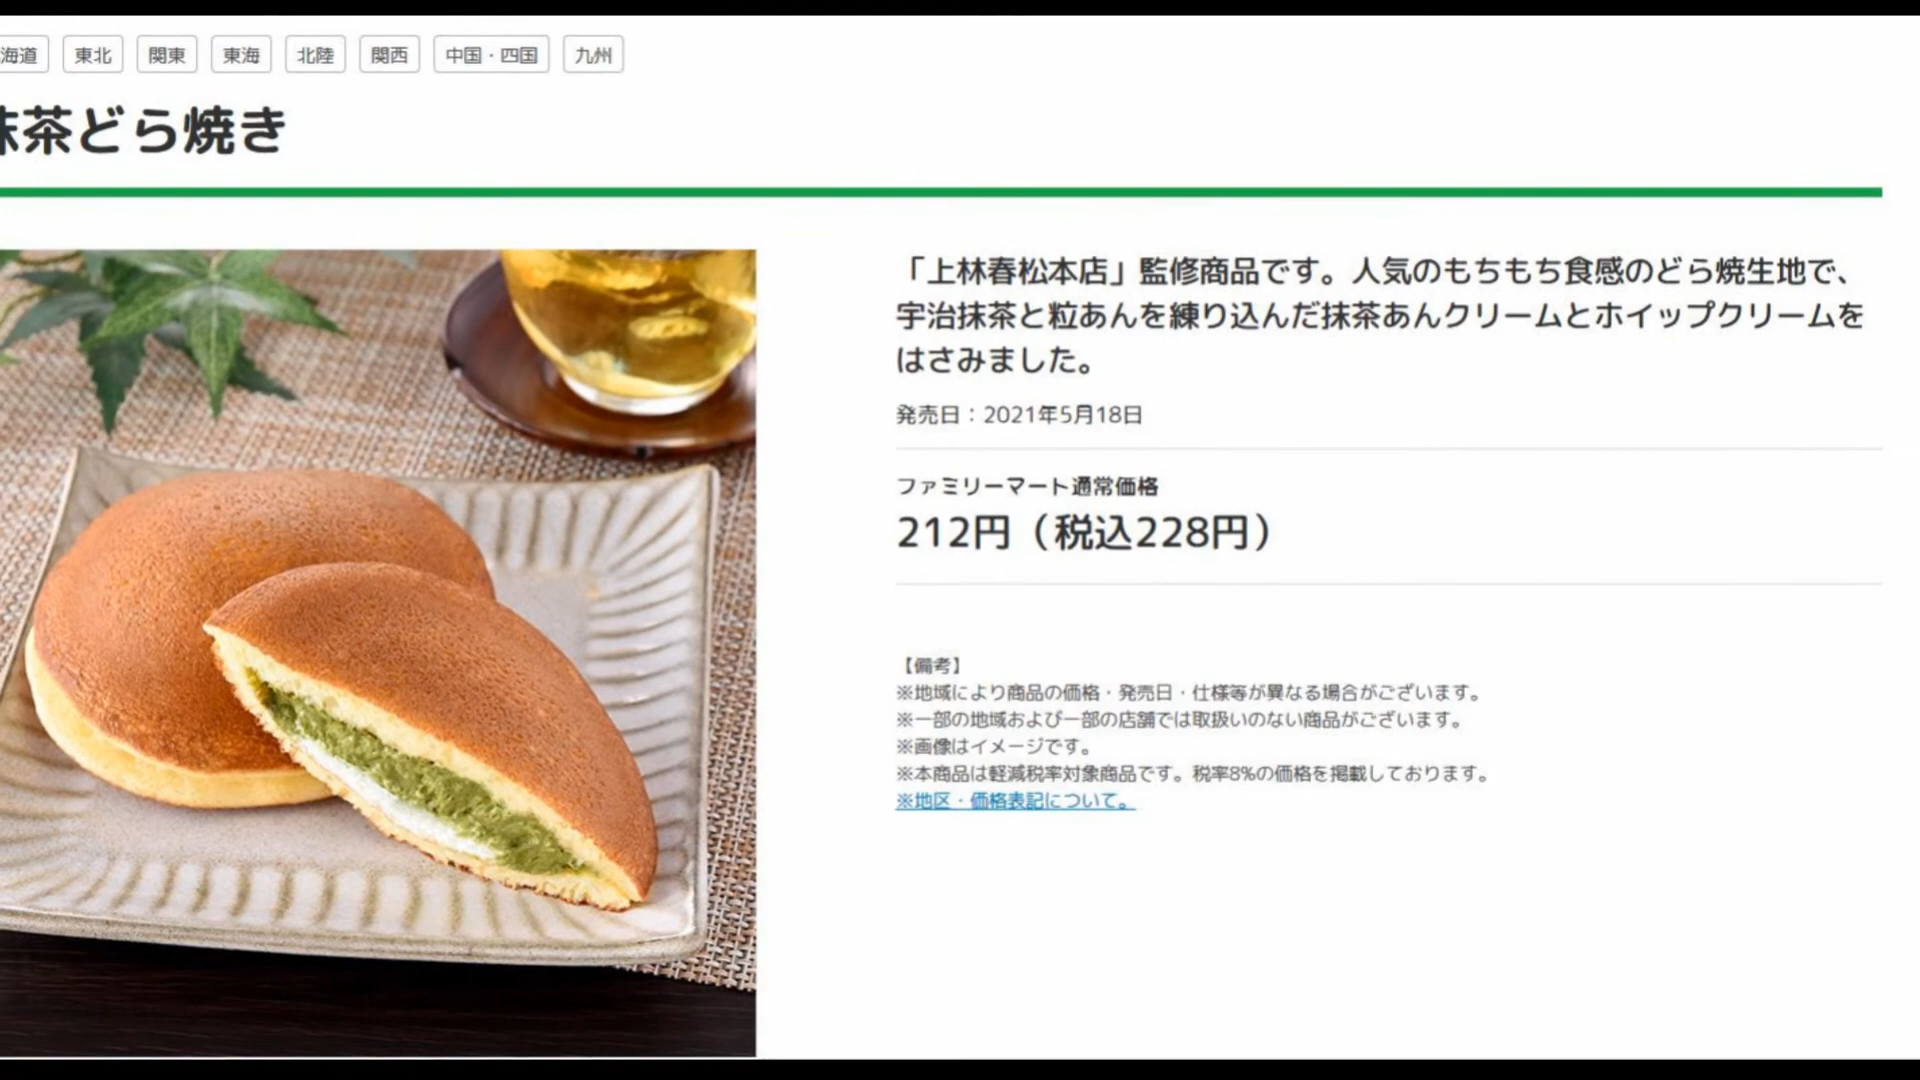 海道 東北 関東 東海 北陸 関西 中国・四国 九州
抹茶どら焼き
「上林春松本店」監修商品です。人気のもちもち食感のどら焼生地で、
宇治抹茶と粒あんを練り込んだ抹茶あんクリームとホイップクリームを
はさみました。
発売日：2021年5月18日
ファミリーマート通常価格
212円（税込228円）
【備考】
※地域により商品の価格・発売日・仕様等が異なる場合がございます。
※一部の地域および一部の店舗では取扱いのない商品がございます。
※画像はイメージです。
※本商品は軽減税率対象商品です。税率8%の価格を掲載しております。
※地区・価格表記について。